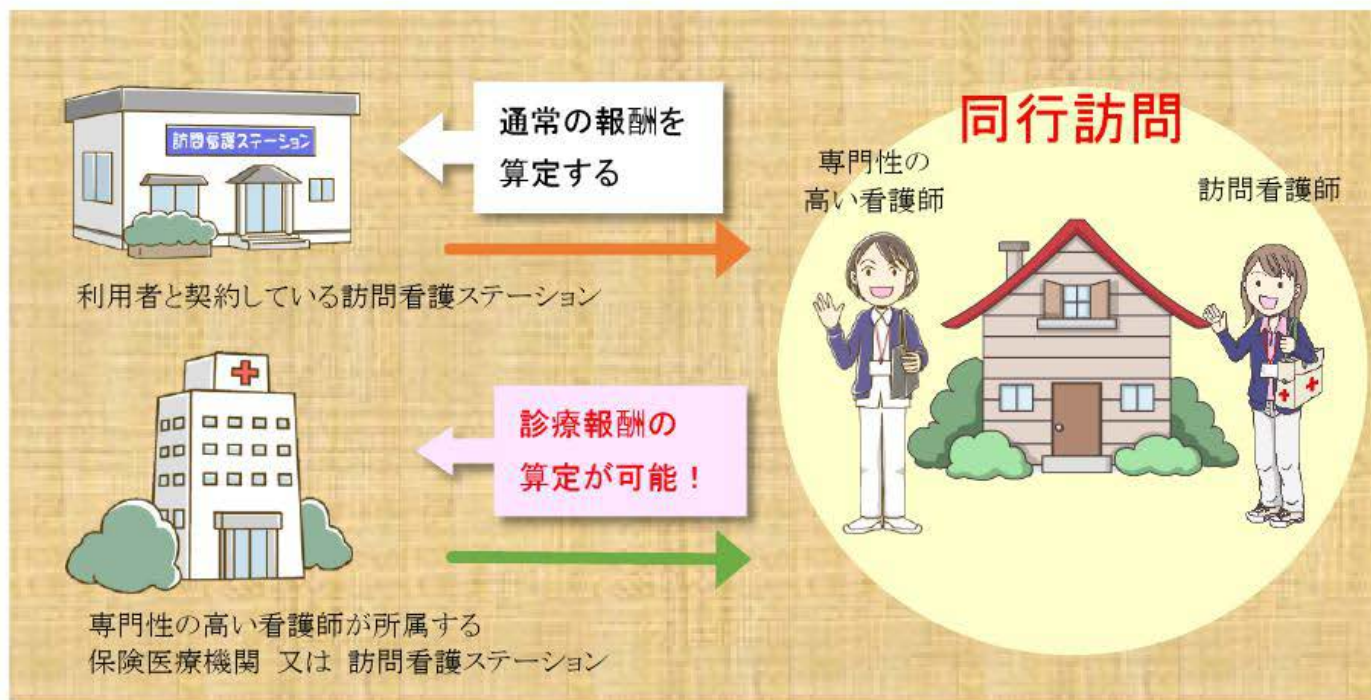 訪問看護ステーション
利用者と契約している訪問看護ステーション
通常の報酬を
算定する
専門性の高い看護師が所属する
保険医療機関 又は 訪問看護ステーション
診療報酬の
算定が可能！
同行訪問
専門性の
高い看護師
訪問看護師